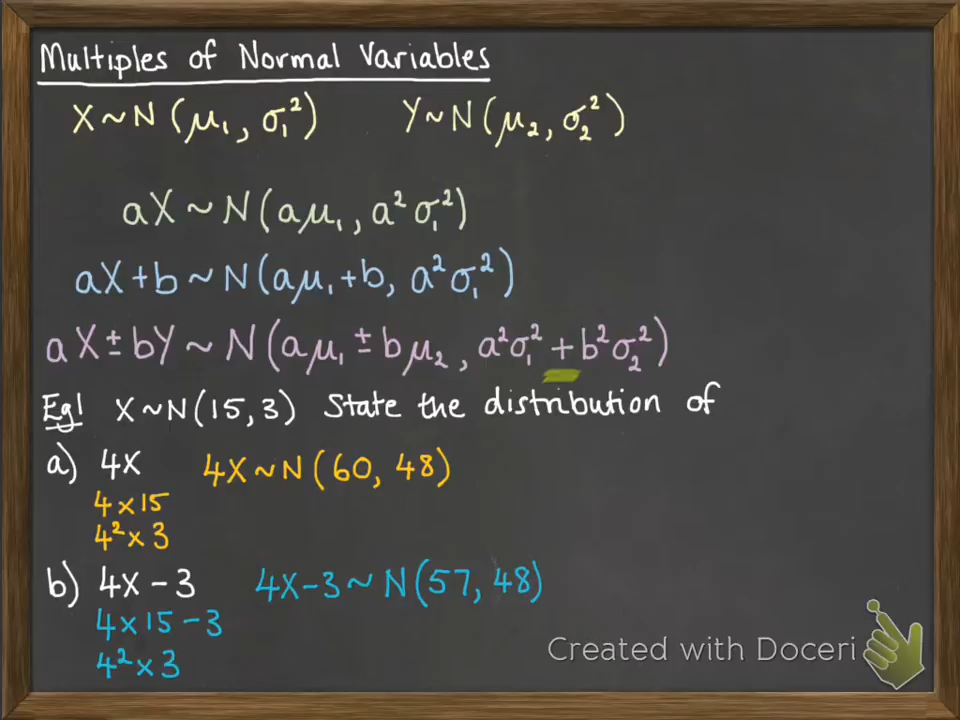 Multiples of Normal Variables
X ~ N (μ₁, σ₁²) Y ~ N (μ₂, σ₂²)
aX ~ N (aμ₁, a²σ₁²)
aX + b ~ N (aμ₁ + b, a²σ₁²)
aX ± bY ~ N (aμ₁ ± bμ₂, a²σ₁² + b²σ₂²)
Eg1 X ~ N (15, 3) State the distribution of
a) 4X 4X ~ N (60, 48)
4 × 15
4² × 3
b) 4X − 3 4X − 3 ~ N (57, 48)
4 × 15 − 3
4² × 3
Created with Doceri